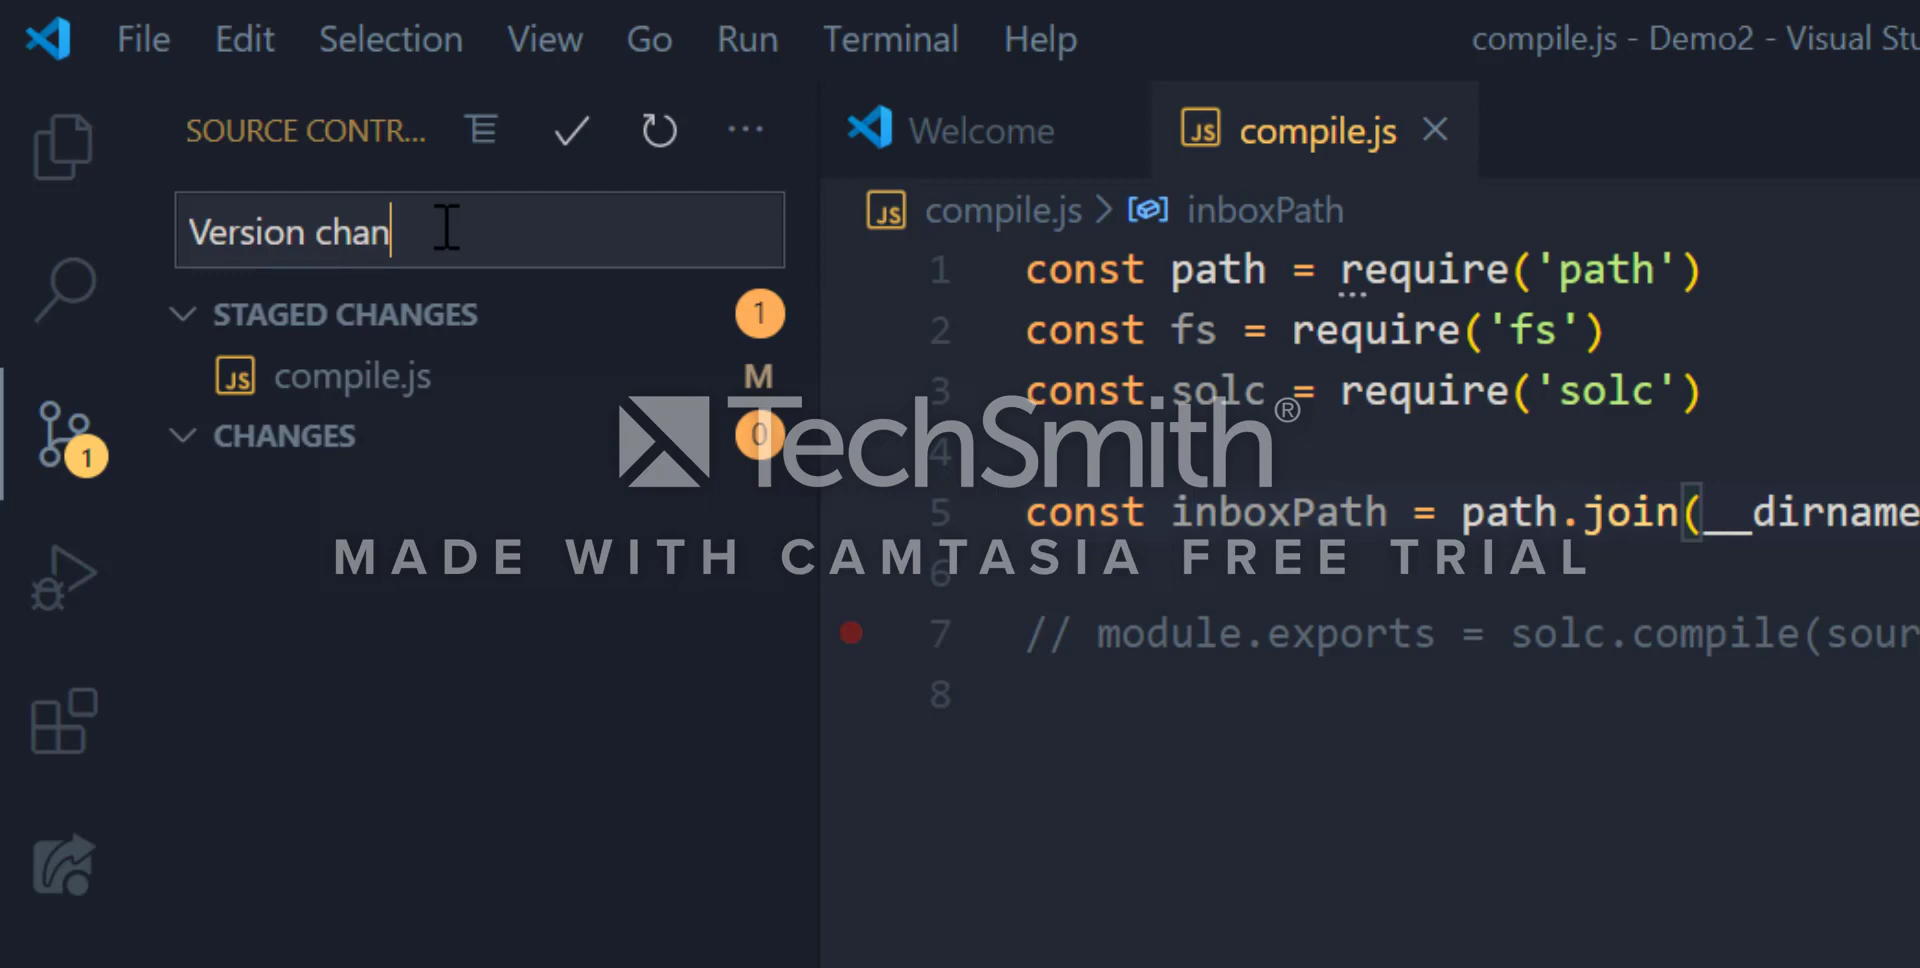 File Edit Selection View Go Run Terminal Help
compile.js - Demo2 - Visual Stu
SOURCE CONTR...
Version chan
STAGED CHANGES 1
JS compile.js M
CHANGES 0
1
Welcome
JS compile.js
JS compile.js > inboxPath
1 const path = require('path')
2 const fs = require('fs')
3 const solc = require('solc')
4
5 const inboxPath = path.join(__dirname
6
7 // module.exports = solc.compile(sour
8
TechSmith®
MADE WITH CAMTASIA FREE TRIAL